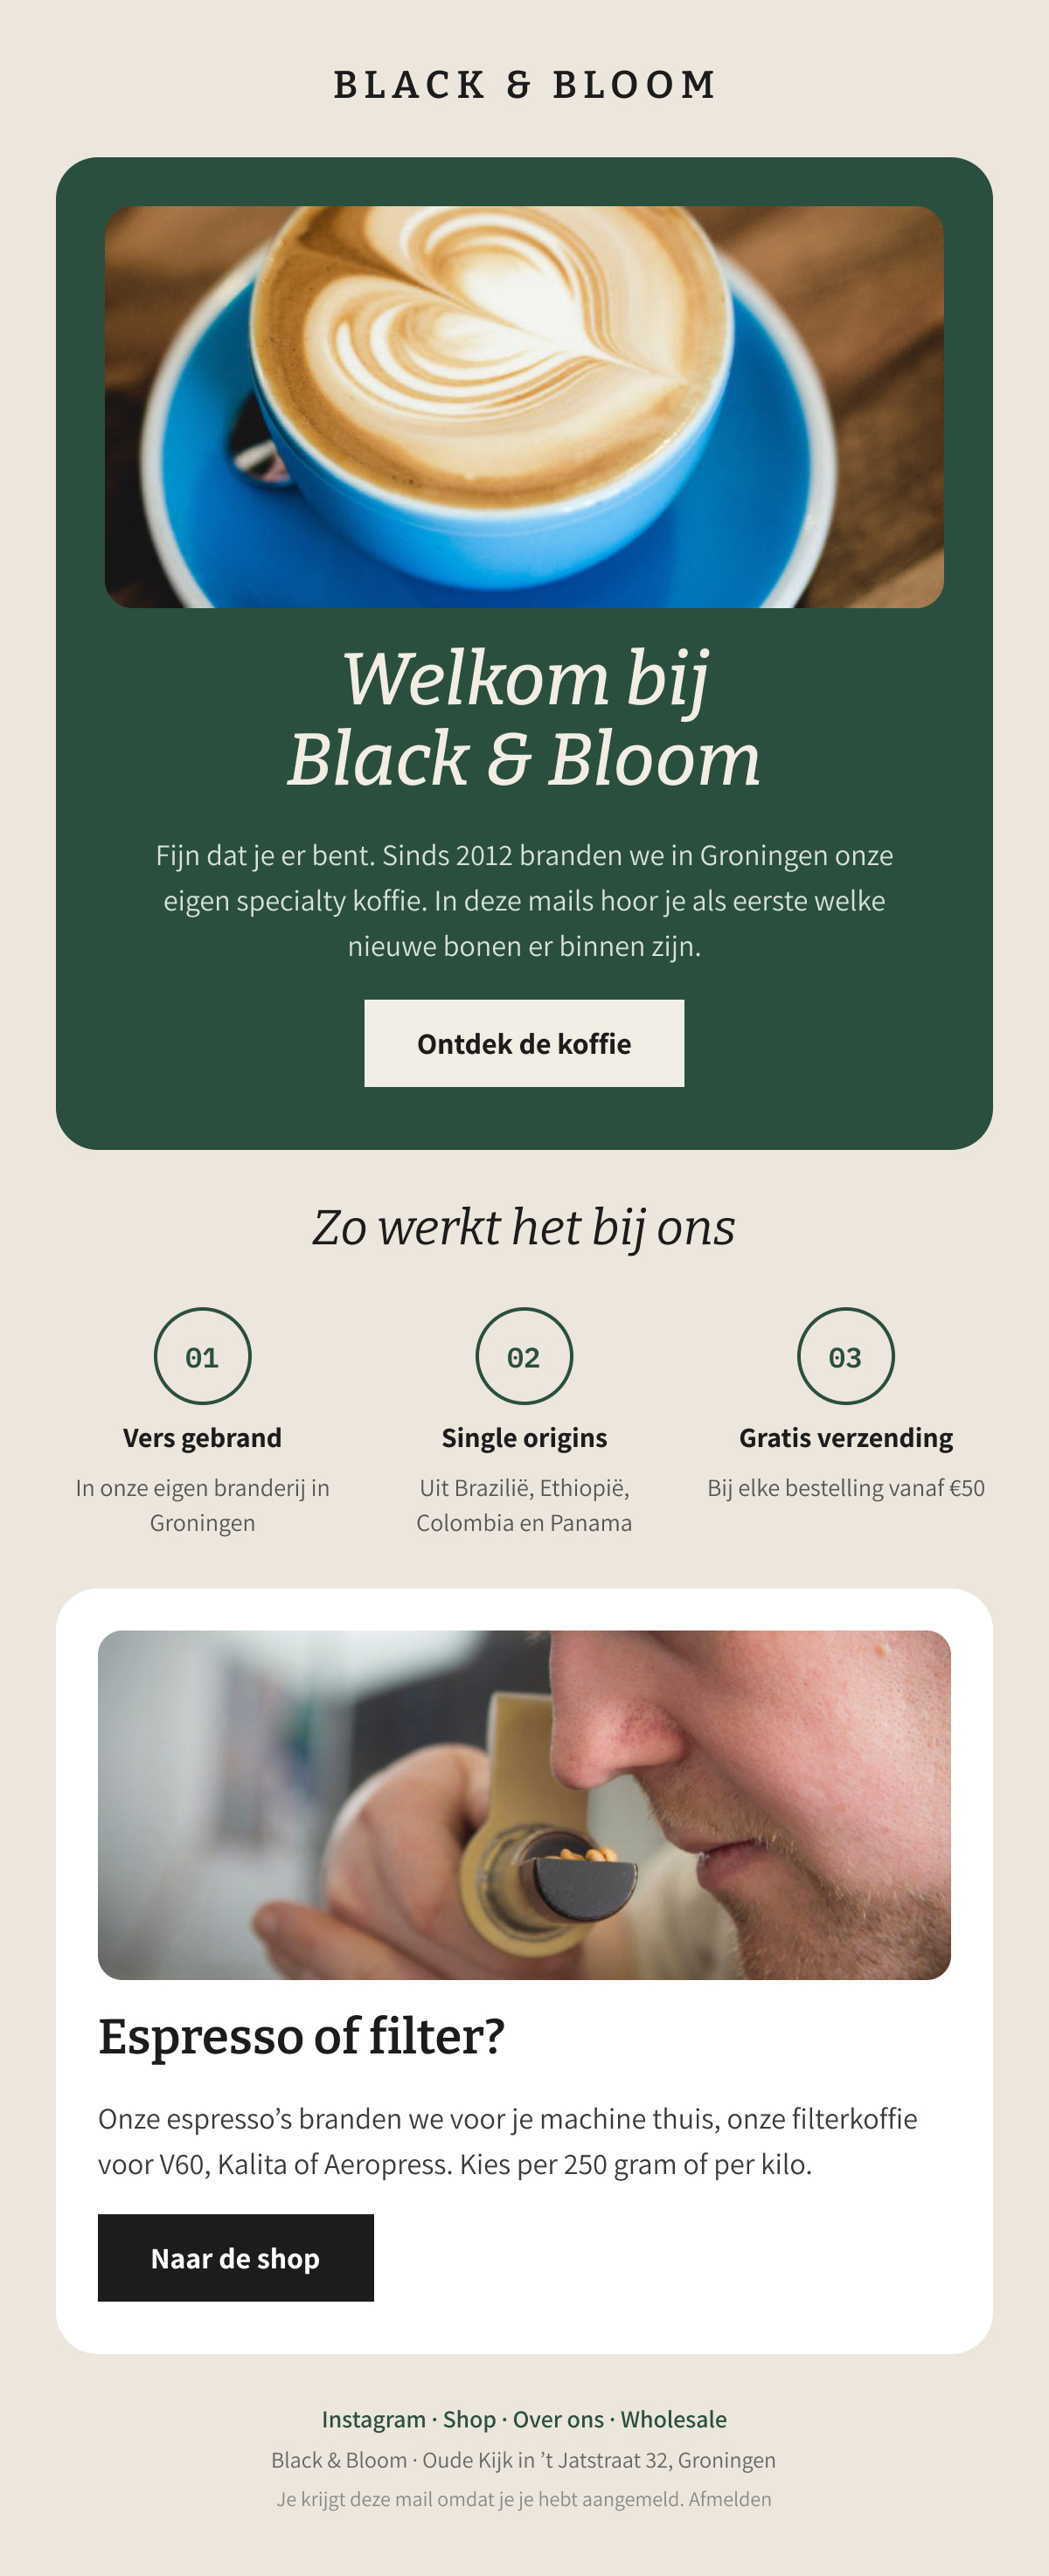 BLACK & BLOOM
Welkom bij
Black & Bloom
Fijn dat je er bent. Sinds 2012 branden we in Groningen onze
eigen specialty koffie. In deze mails hoor je als eerste welke
nieuwe bonen er binnen zijn.
Ontdek de koffie
Zo werkt het bij ons
01
02
03
Vers gebrand
Single origins
Gratis verzending
In onze eigen branderij in
Groningen
Uit Brazilië, Ethiopië,
Colombia en Panama
Bij elke bestelling vanaf €50
Espresso of filter?
Onze espresso’s branden we voor je machine thuis, onze filterkoffie
voor V60, Kalita of Aeropress. Kies per 250 gram of per kilo.
Naar de shop
Instagram · Shop · Over ons · Wholesale
Black & Bloom · Oude Kijk in ’t Jatstraat 32, Groningen
Je krijgt deze mail omdat je je hebt aangemeld. Afmelden